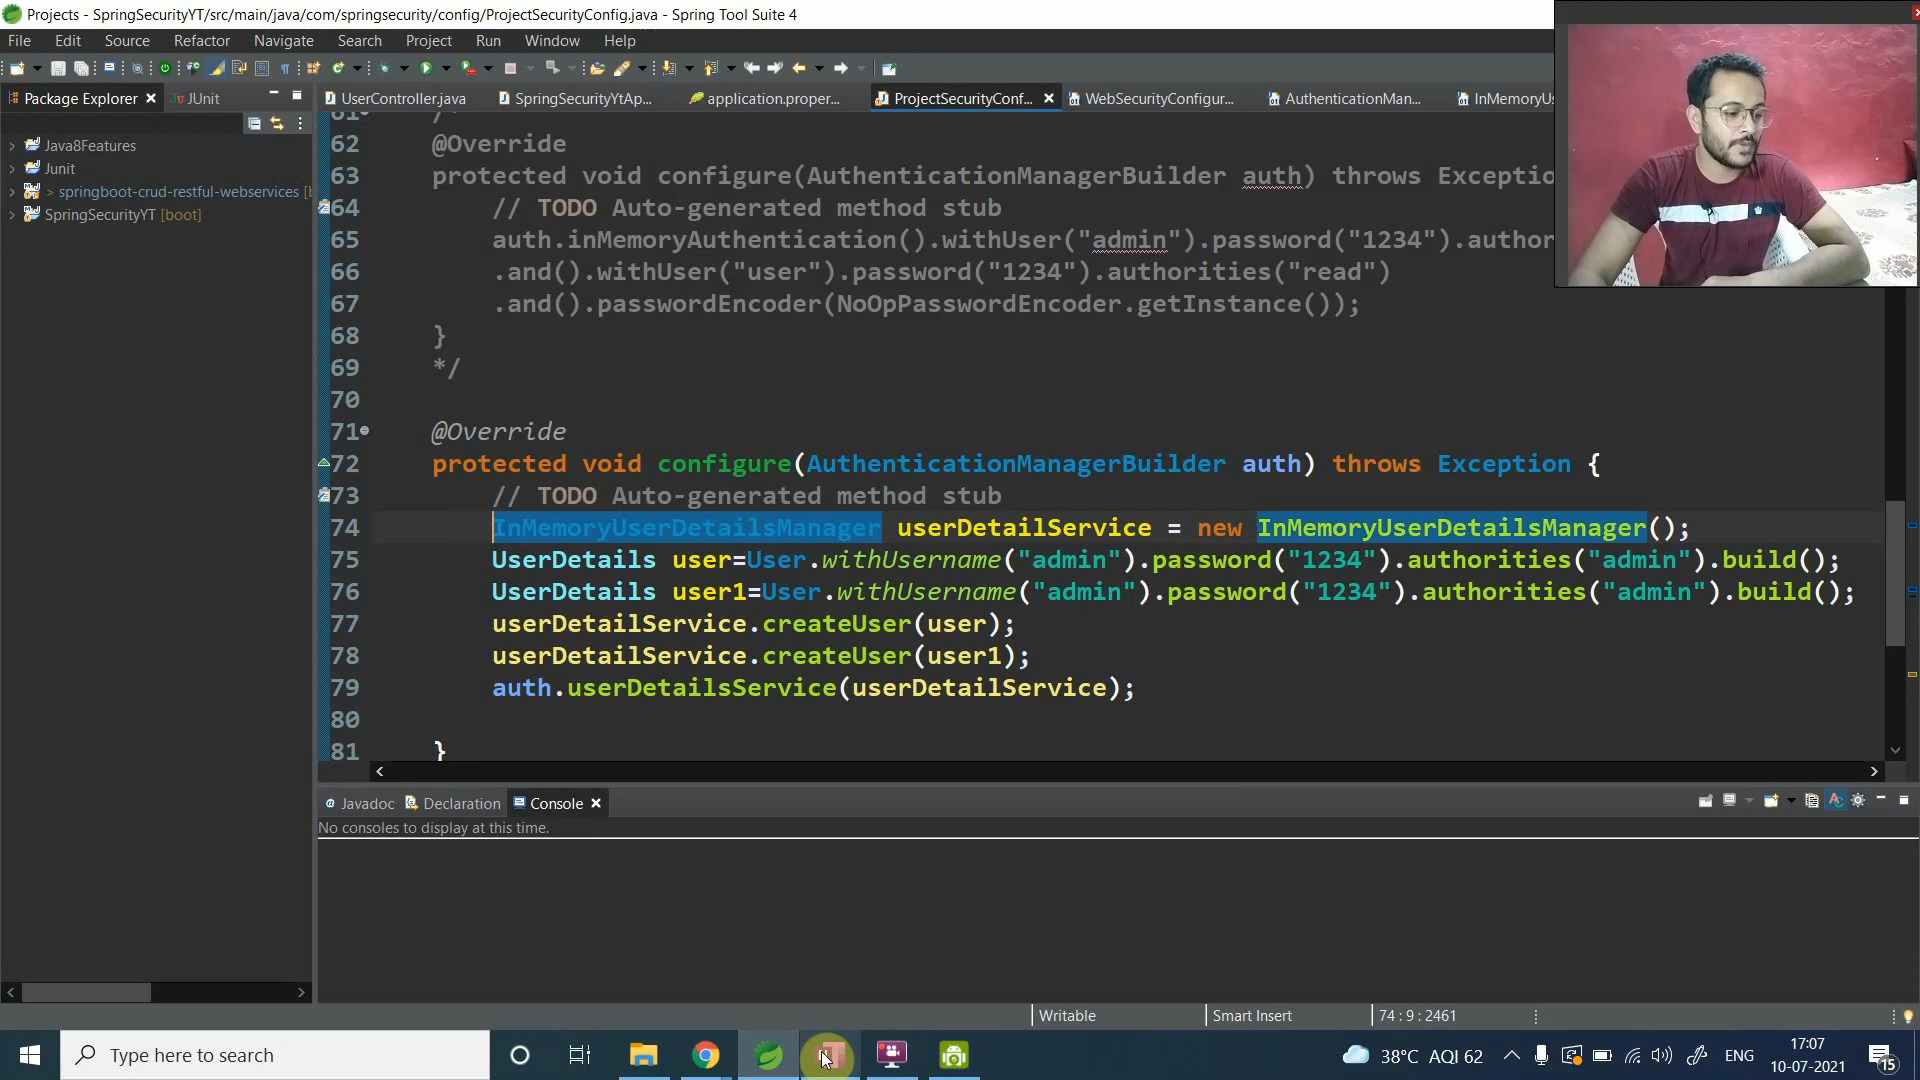 Projects - SpringSecurityYT/src/main/java/com/springsecurity/config/ProjectSecurityConfig.java - Spring Tool Suite 4
File Edit Source Refactor Navigate Search Project Run Window Help
Package Explorer JUnit
UserController.java SpringSecurityYtAp... application.proper... ProjectSecurityConf... WebSecurityConfigur... AuthenticationMan... InMemoryUs
Java8Features
Junit
> springboot-crud-restful-webservices [b
SpringSecurityYT [boot]
61 /*
62 @Override
63 protected void configure(AuthenticationManagerBuilder auth) throws Exceptio
64 // TODO Auto-generated method stub
65 auth.inMemoryAuthentication().withUser("admin").password("1234").author
66 .and().withUser("user").password("1234").authorities("read")
67 .and().passwordEncoder(NoOpPasswordEncoder.getInstance());
68 }
69 */
70
71 @Override
72 protected void configure(AuthenticationManagerBuilder auth) throws Exception {
73 // TODO Auto-generated method stub
74 InMemoryUserDetailsManager userDetailService = new InMemoryUserDetailsManager();
75 UserDetails user=User.withUsername("admin").password("1234").authorities("admin").build();
76 UserDetails user1=User.withUsername("admin").password("1234").authorities("admin").build();
77 userDetailService.createUser(user);
78 userDetailService.createUser(user1);
79 auth.userDetailsService(userDetailService);
80
81 }
Javadoc Declaration Console
No consoles to display at this time.
Writable Smart Insert 74 : 9 : 2461
Type here to search
38°C AQI 62 ENG 17:07
10-07-2021
15